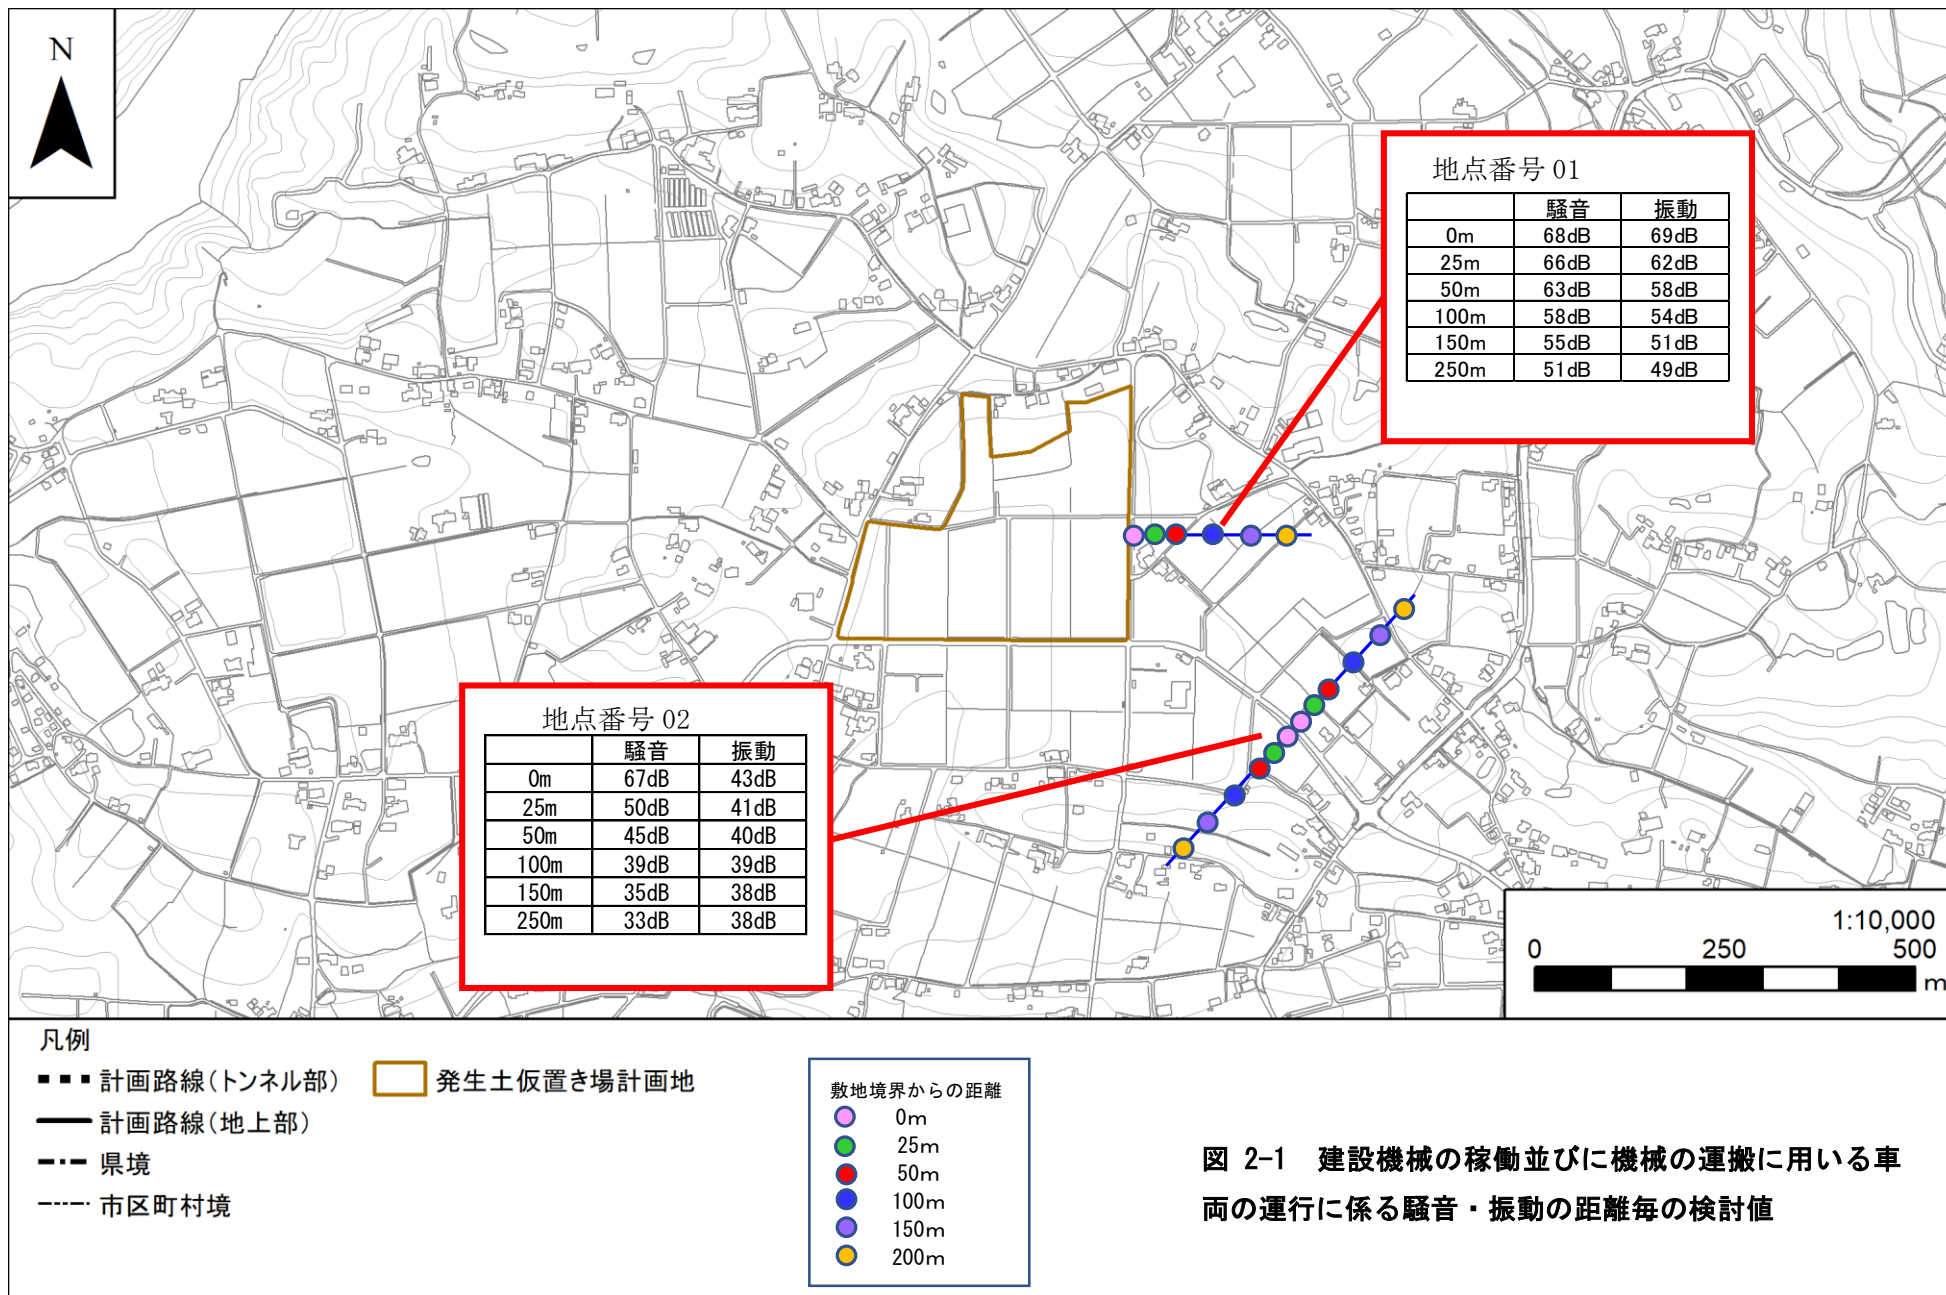 N
地点番号 01
騒音 振動
0m 68dB 69dB
25m 66dB 62dB
50m 63dB 58dB
100m 58dB 54dB
150m 55dB 51dB
250m 51dB 49dB
地点番号 02
騒音 振動
0m 67dB 43dB
25m 50dB 41dB
50m 45dB 40dB
100m 39dB 39dB
150m 35dB 38dB
250m 33dB 38dB
1:10,000
0 250 500
m
凡例
計画路線(トンネル部)
発生土仮置き場計画地
計画路線(地上部)
県境
市区町村境
敷地境界からの距離
0m
25m
50m
100m
150m
200m
図 2-1 建設機械の稼働並びに機械の運搬に用いる車
両の運行に係る騒音・振動の距離毎の検討値